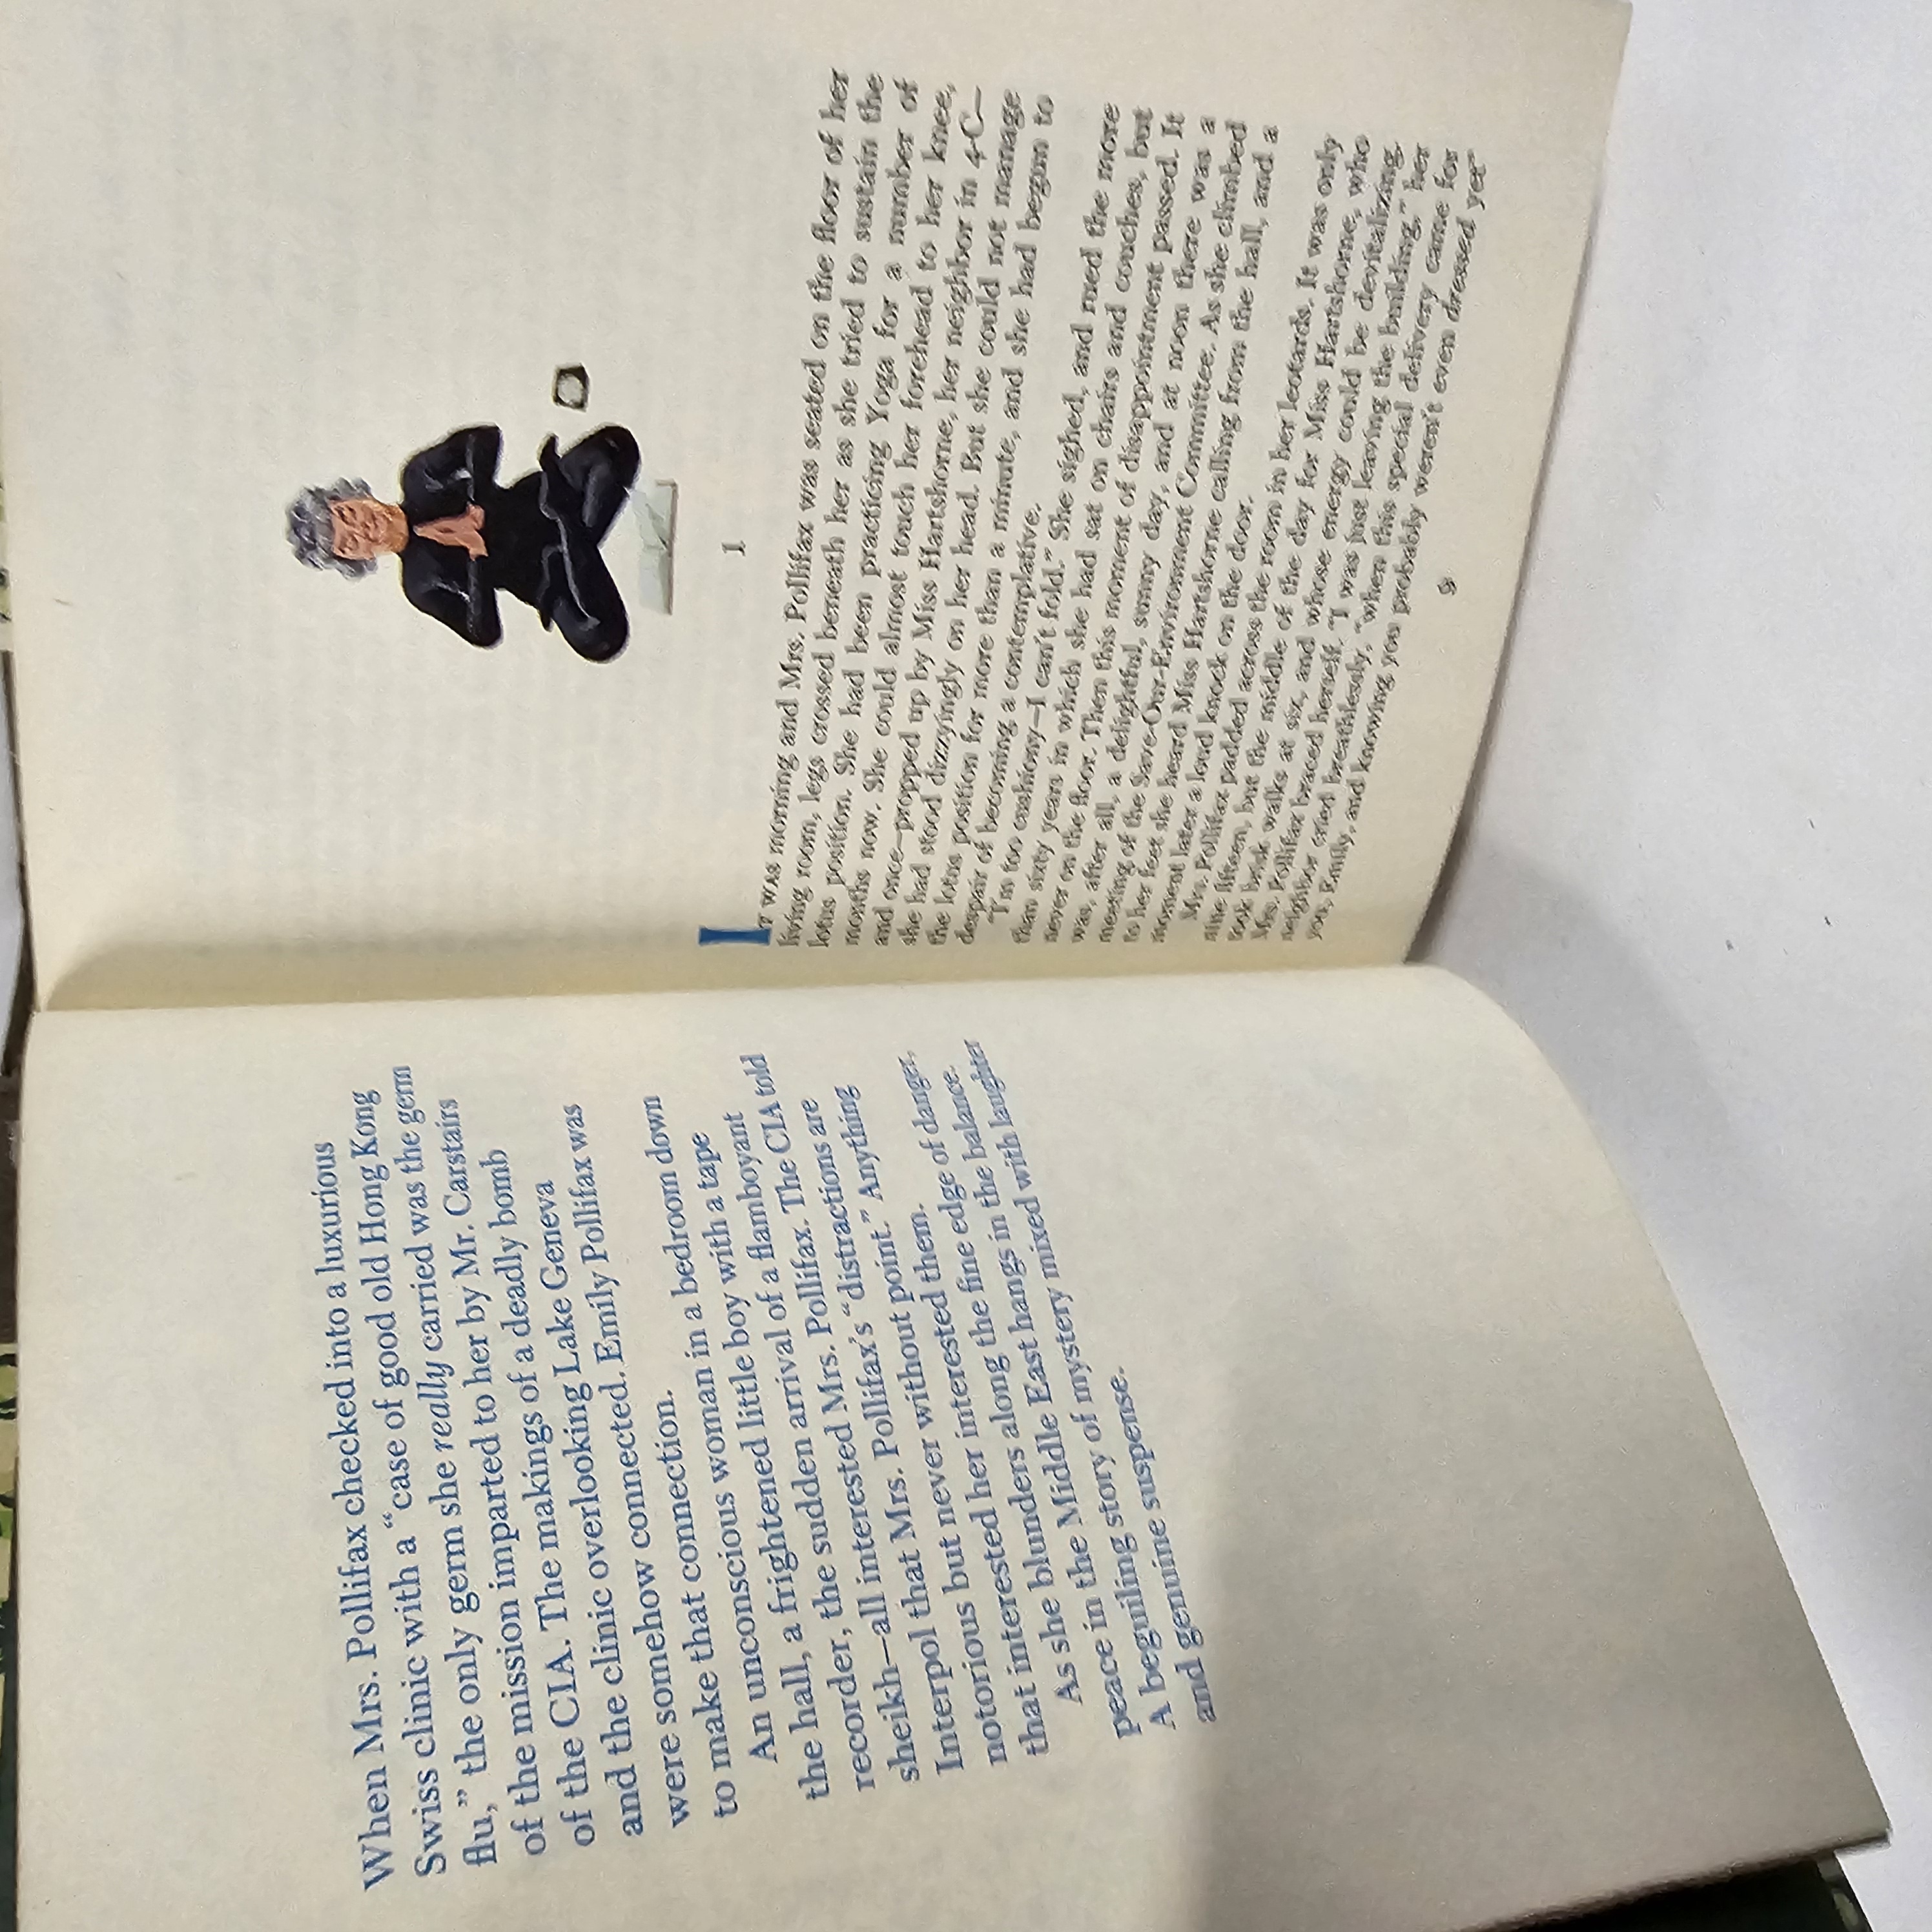 When Mrs. Pollifax checked into a luxurious
Swiss clinic with a “case of good old Hong Kong
flu,” the only germ she really carried was the germ
of the mission imparted to her by Mr. Carstairs
of the CIA. The makings of a deadly bomb
and the clinic overlooking Lake Geneva
were somehow connected. Emily Pollifax was
to make that connection.
An unconscious woman in a bedroom down
the hall, a frightened little boy with a tape
recorder, the sudden arrival of a flamboyant
sheikh—all interested Mrs. Pollifax. The CIA told
Interpol that Mrs. Pollifax's “distractions are
notorious but never without point.” Anything
that interested her interested them.
As she blunders along the fine edge of danger,
peace in the Middle East hangs in the balance.
A beguiling story of mystery mixed with laughter
and genuine suspense.
1
It was morning and Mrs. Pollifax was seated on the floor of her
living room, legs crossed beneath her as she tried to sustain the
lotus position. She had been practicing Yoga for a number of
months now. She could almost touch her forehead to her knee,
and once—propped up by Miss Hartshorne, her neighbor in 4-C—
she had stood dizzyingly on her head. But she could not manage
the lotus position for more than a minute, and she had begun to
despair of becoming a contemplative.
“I'm too cushiony—I can't fold.” She sighed, and rued the more
than sixty years in which she had sat on chairs and couches, but
never on the floor. Then this moment of disappointment passed. It
was, after all, a delightful, sunny day, and at noon there was a
meeting of the Save-Our-Environment Committee. As she climbed
to her feet she heard Miss Hartshorne calling from the hall, and a
moment later a loud knock on the door.
Mrs. Pollifax padded across the room in her leotards. It was only
nine fifteen, but the middle of the day for Miss Hartshorne, who
took brisk walks at six, and whose energy could be devitalizing.
Mrs. Pollifax braced herself. “I was just leaving the building,” her
neighbor cried breathlessly, “when this special delivery came for
you, Emily, and knowing you probably weren't even dressed yet”
9